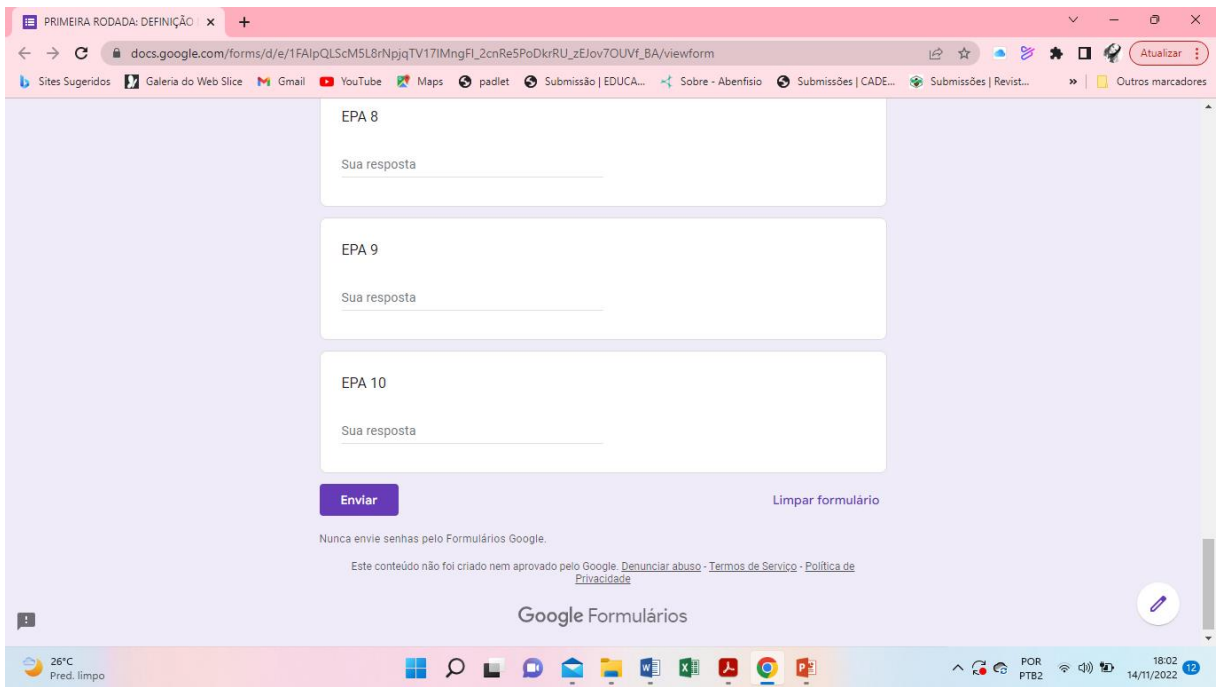 PRIMEIRA RODADA: DEFINIÇÃO
docs.google.com/forms/d/e/1FAIpQLScM5L8rNpjqTV17IMngFI_2cnRe5PoDkrRU_zEJov7OUVf_BA/viewform
Atualizar
Sites Sugeridos Galeria do Web Slice Gmail YouTube Maps padlet Submissão | EDUCA... Sobre - Abenfisio Submissões | CADE... Submissões | Revist... » Outros marcadores
EPA 8
Sua resposta
EPA 9
Sua resposta
EPA 10
Sua resposta
Enviar Limpar formulário
Nunca envie senhas pelo Formulários Google.
Este conteúdo não foi criado nem aprovado pelo Google. Denunciar abuso - Termos de Serviço - Política de
Privacidade
Google Formulários
26°C
Pred. limpo
POR
PTB2
18:02
14/11/2022
12